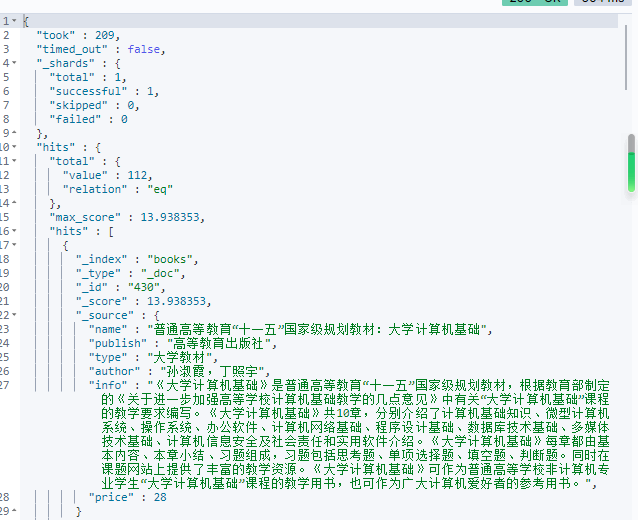 1 {
2 "took" : 209,
3 "timed_out" : false,
4 "_shards" : {
5 "total" : 1,
6 "successful" : 1,
7 "skipped" : 0,
8 "failed" : 0
9 },
10 "hits" : {
11 "total" : {
12 "value" : 112,
13 "relation" : "eq"
14 },
15 "max_score" : 13.938353,
16 "hits" : [
17 {
18 "_index" : "books",
19 "_type" : "_doc",
20 "_id" : "430",
21 "_score" : 13.938353,
22 "_source" : {
23 "name" : "普通高等教育“十一五”国家级规划教材: 大学计算机基础",
24 "publish" : "高等教育出版社",
25 "type" : "大学教材",
26 "author" : "孙淑霞，丁照宇",
27 "info" : "《大学计算机基础》是普通高等教育“十一五”国家级规划教材，根据教育部制定
的《关于进一步加强高等学校计算机基础教学的几点意见》中有关“大学计算机基础”课程
的教学要求编写。《大学计算机基础》共10章，分别介绍了计算机基础知识、微型计算机
系统、操作系统、办公软件、计算机网络基础、程序设计基础、数据库技术基础、多媒体
技术基础、计算机信息安全及社会责任和实用软件介绍。《大学计算机基础》每章都由基
本内容、本章小结、习题组成，习题包括思考题、单项选择题、填空题、判断题。同时在
课题网站上提供了丰富的教学资源。《大学计算机基础》可作为普通高等学校非计算机专
业学生“大学计算机基础”课程的教学用书，也可作为广大计算机爱好者的参考用书。",
28 "price" : 28
29 }